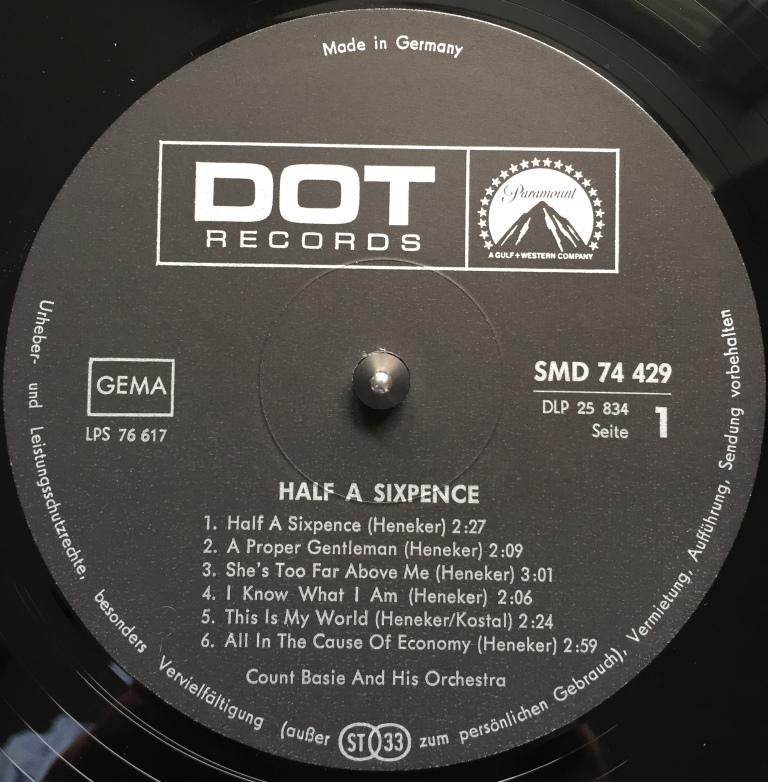 Made in Germany
DOT
RECORDS
Paramount
A GULF+WESTERN COMPANY
GEMA
LPS 76 617
SMD 74 429
DLP 25 834
Seite 1
HALF A SIXPENCE
1. Half A Sixpence (Heneker) 2:27
2. A Proper Gentleman (Heneker) 2:09
3. She's Too Far Above Me (Heneker) 3:01
4. I Know What I Am (Heneker) 2:06
5. This Is My World (Heneker/Kostal) 2:24
6. All In The Cause Of Economy (Heneker) 2:59
Count Basie And His Orchestra
Urheber- und Leistungsschutzrechte, besonders Vervielfältigung (außer ST 33 zum persönlichen Gebrauch), Vermietung, Aufführung, Sendung vorbehalten